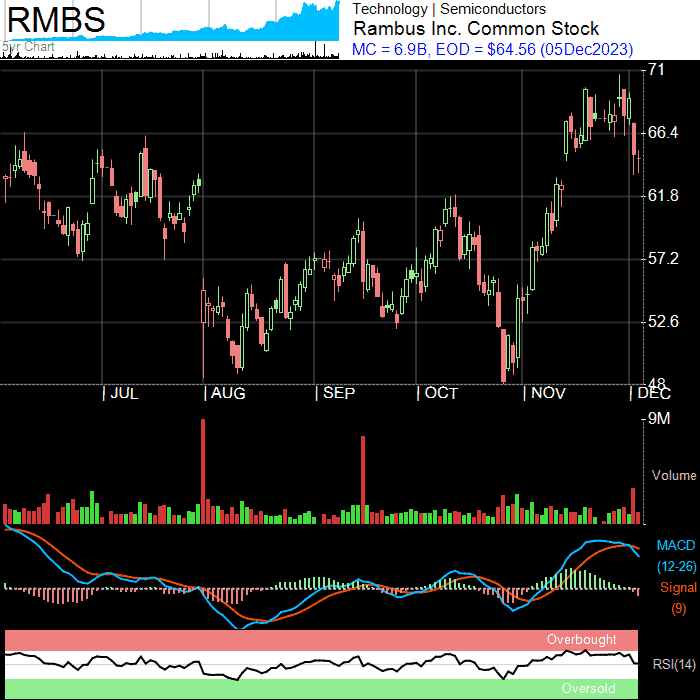 RMBS
5yr Chart
Technology | Semiconductors
Rambus Inc. Common Stock
MC = 6.9B, EOD = $64.56 (05Dec2023)
71
66.4
61.8
57.2
52.6
48
JUL AUG SEP OCT NOV DEC
9M
Volume
MACD
(12-26)
Signal
(9)
Overbought
RSI(14)
Oversold